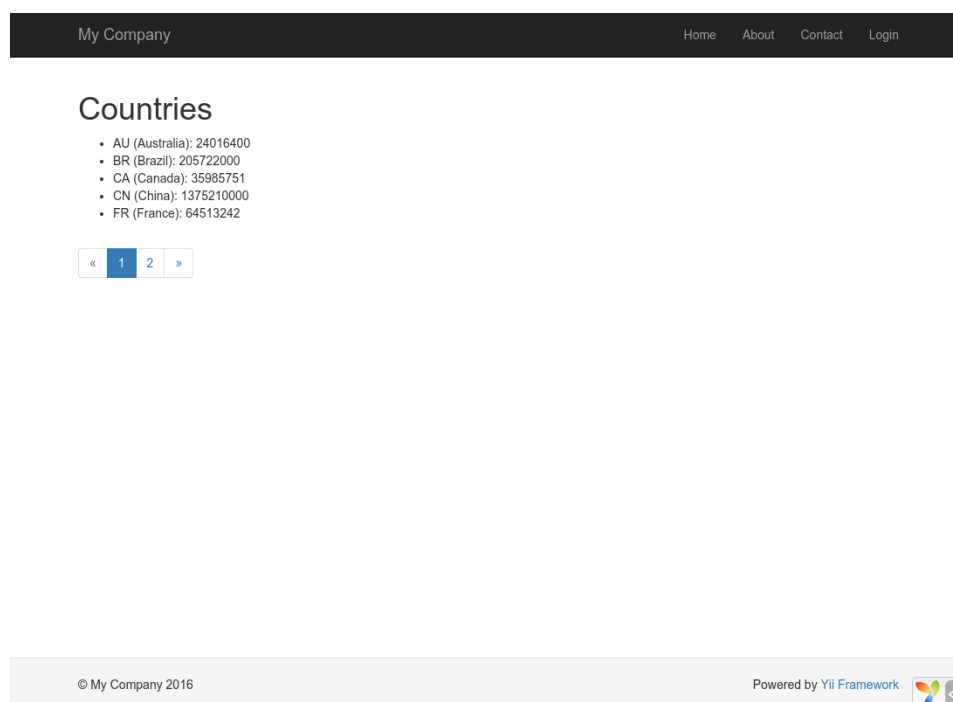 My Company Home About Contact Login
Countries
• AU (Australia): 24016400
• BR (Brazil): 205722000
• CA (Canada): 35985751
• CN (China): 1375210000
• FR (France): 64513242
« 1 2 »
© My Company 2016 Powered by Yii Framework